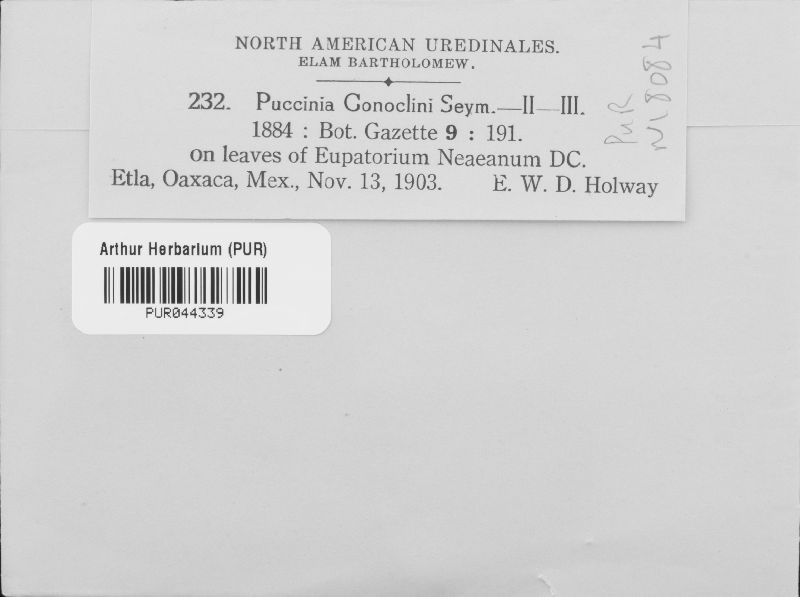 NORTH AMERICAN UREDINALES.
ELAM BARTHOLOMEW.
232. Puccinia Conoclini Seym.—II—III.
1884 : Bot. Gazette 9 : 191.
on leaves of Eupatorium Neaeanum DC.
Etla, Oaxaca, Mex., Nov. 13, 1903. E. W. D. Holway
PUR
N18084
Arthur Herbarium (PUR)
PUR044339